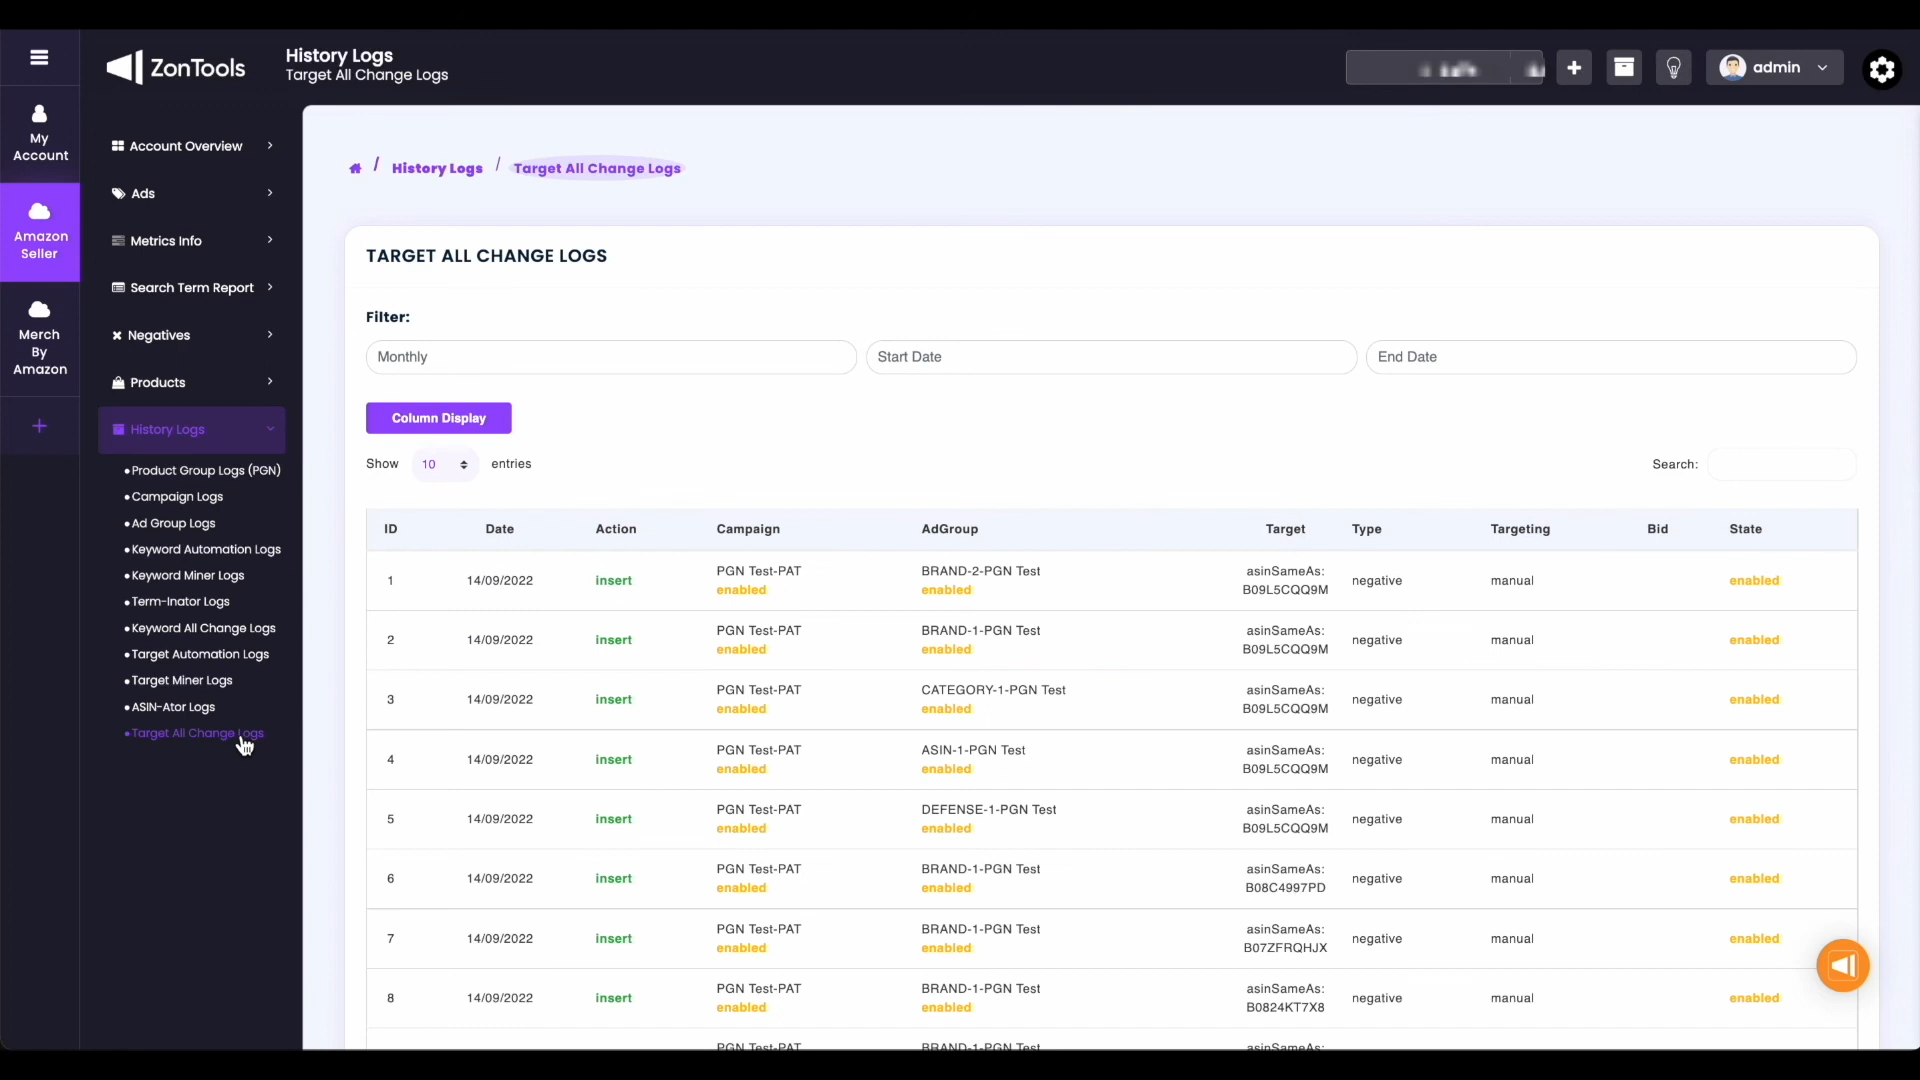 ZonTools
History Logs
Target All Change Logs
admin
My
Account
Amazon
Seller
Merch
By
Amazon
Account Overview
Ads
Metrics Info
Search Term Report
Negatives
Products
History Logs
Product Group Logs (PGN)
Campaign Logs
Ad Group Logs
Keyword Automation Logs
Keyword Miner Logs
Term-Inator Logs
Keyword All Change Logs
Target Automation Logs
Target Miner Logs
ASIN-Ator Logs
Target All Change Logs
/ History Logs / Target All Change Logs
TARGET ALL CHANGE LOGS
Filter:
Monthly Start Date End Date
Column Display
Show 10 entries Search:
ID Date Action Campaign AdGroup Target Type Targeting Bid State
1 14/09/2022 insert PGN Test-PAT enabled BRAND-2-PGN Test enabled asinSameAs: B09L5CQQ9M negative manual enabled
2 14/09/2022 insert PGN Test-PAT enabled BRAND-1-PGN Test enabled asinSameAs: B09L5CQQ9M negative manual enabled
3 14/09/2022 insert PGN Test-PAT enabled CATEGORY-1-PGN Test enabled asinSameAs: B09L5CQQ9M negative manual enabled
4 14/09/2022 insert PGN Test-PAT enabled ASIN-1-PGN Test enabled asinSameAs: B09L5CQQ9M negative manual enabled
5 14/09/2022 insert PGN Test-PAT enabled DEFENSE-1-PGN Test enabled asinSameAs: B09L5CQQ9M negative manual enabled
6 14/09/2022 insert PGN Test-PAT enabled BRAND-1-PGN Test enabled asinSameAs: B08C4997PD negative manual enabled
7 14/09/2022 insert PGN Test-PAT enabled BRAND-1-PGN Test enabled asinSameAs: B07ZFRQHJX negative manual enabled
8 14/09/2022 insert PGN Test-PAT enabled BRAND-1-PGN Test enabled asinSameAs: B0824KT7X8 negative manual enabled
PGN Test-PAT BRAND-1-PGN Test asinSameAs: